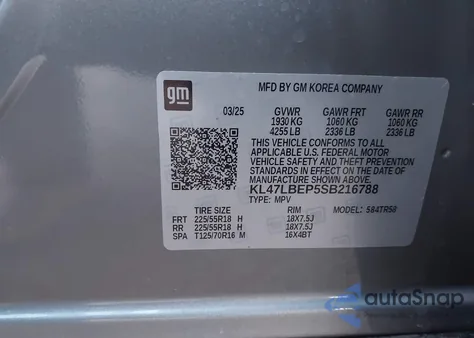 gm
MFD BY GM KOREA COMPANY
03/25 GVWR GAWR FRT GAWR RR
1930 KG 1060 KG 1060 KG
4255 LB 2336 LB 2336 LB
THIS VEHICLE CONFORMS TO ALL
APPLICABLE U.S. FEDERAL MOTOR
VEHICLE SAFETY AND THEFT PREVENTION
STANDARDS IN EFFECT ON THE DATE OF
MANUFACTURE SHOWN ABOVE.
KL47LBEP5SB216788
TYPE: MPV MODEL: 584TR58
TIRE SIZE RIM
FRT 225/55R18 H 18X7.5J
RR 225/55R18 H 18X7.5J
SPA T125/70R16 M 16X4BT
autoSnap